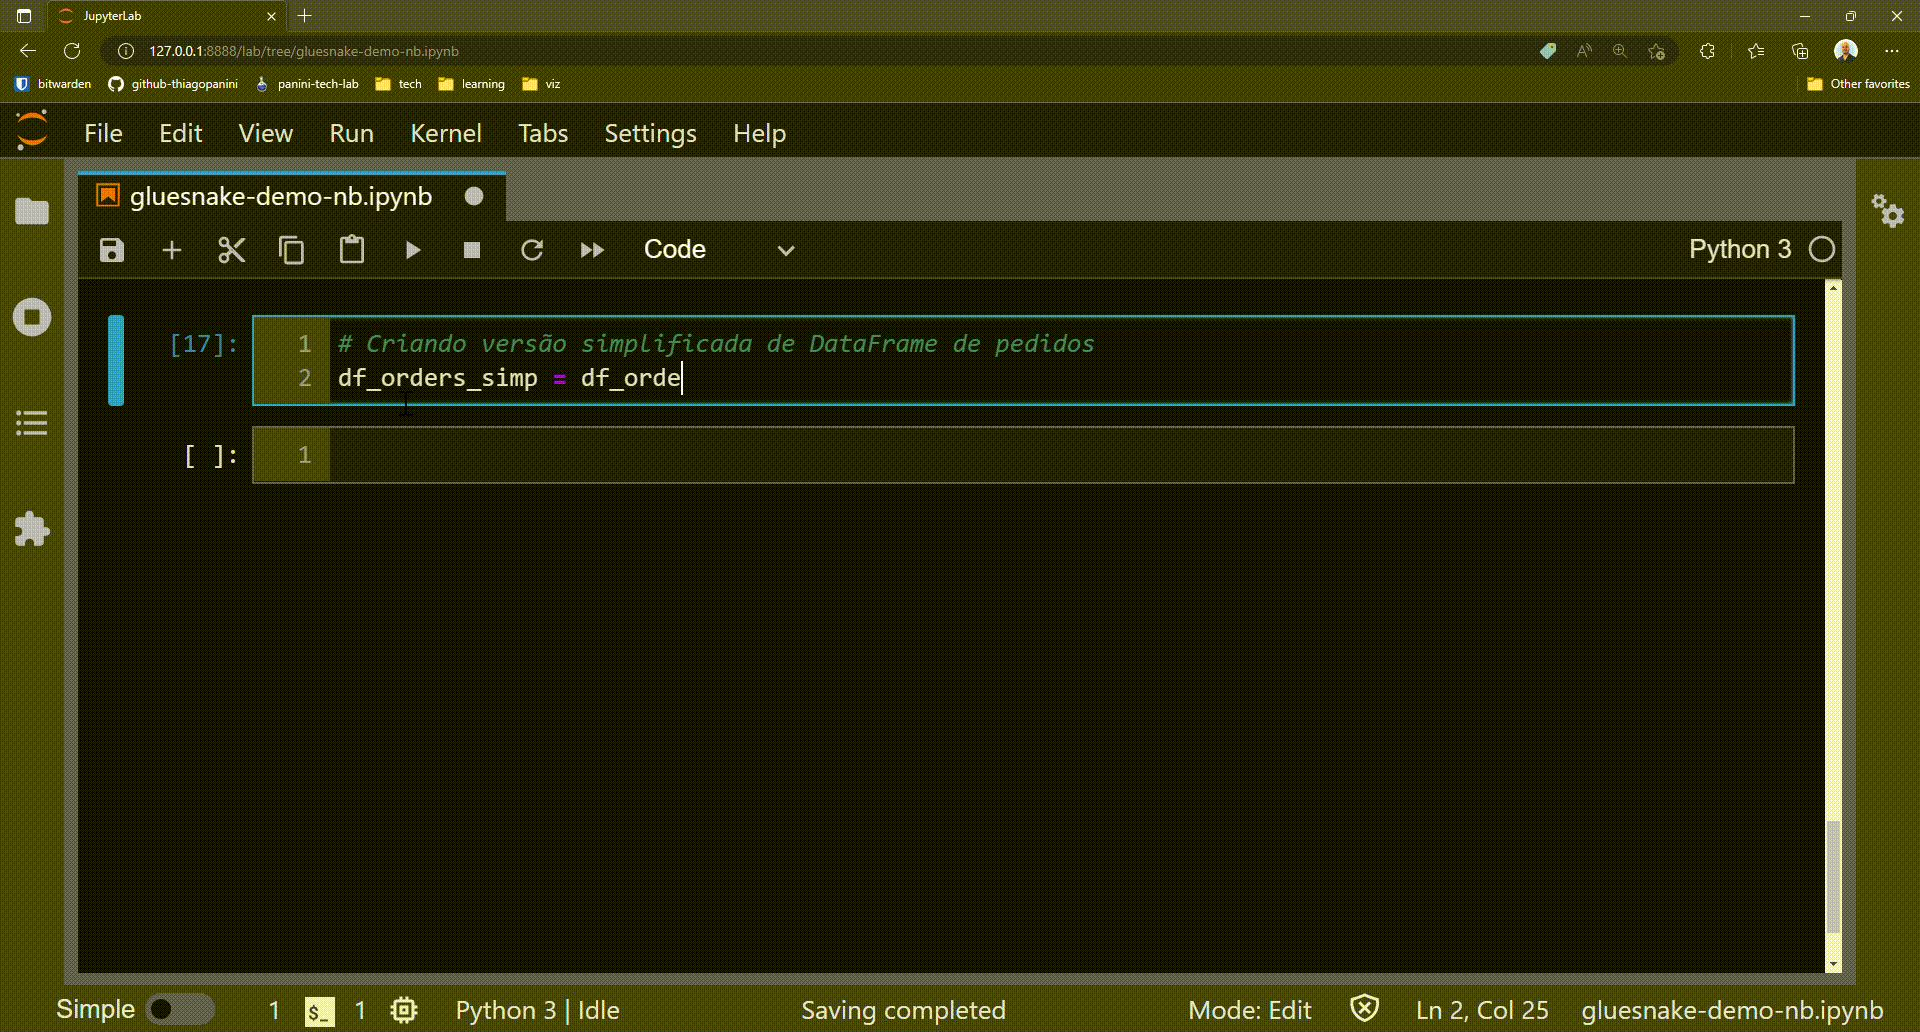 JupyterLab
127.0.0.1:8888/lab/tree/gluesnake-demo-nb.ipynb
bitwarden github-thiagopanini panini-tech-lab tech learning viz Other favorites
File Edit View Run Kernel Tabs Settings Help
gluesnake-demo-nb.ipynb
Code Python 3
[17]: 1 # Criando versão simplificada de DataFrame de pedidos
2 df_orders_simp = df_orde
[ ]: 1
Simple 1 $_ 1 Python 3 | Idle Saving completed Mode: Edit Ln 2, Col 25 gluesnake-demo-nb.ipynb